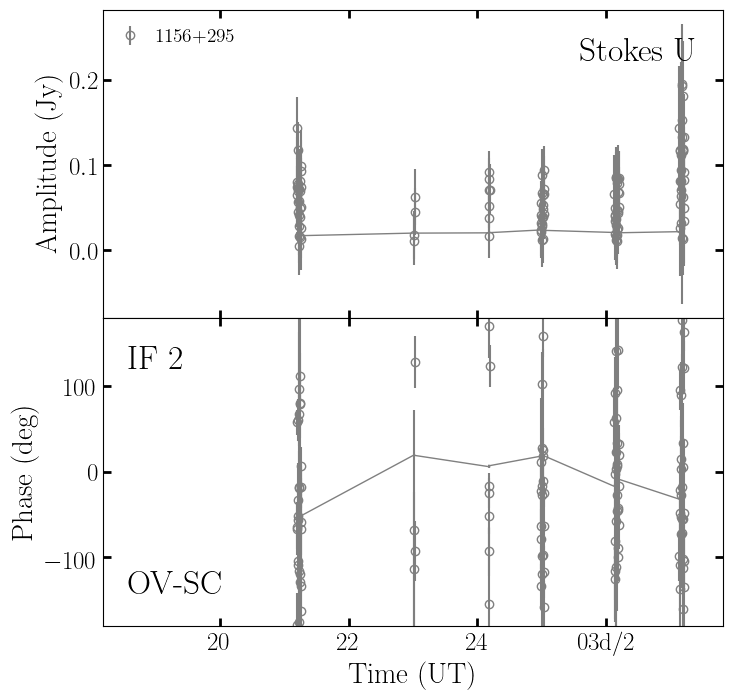 1156+295
Stokes U
Amplitude (Jy)
0.2
0.1
0.0
IF 2
Phase (deg)
100
0
−100
OV-SC
20
22
24
03d/2
Time (UT)